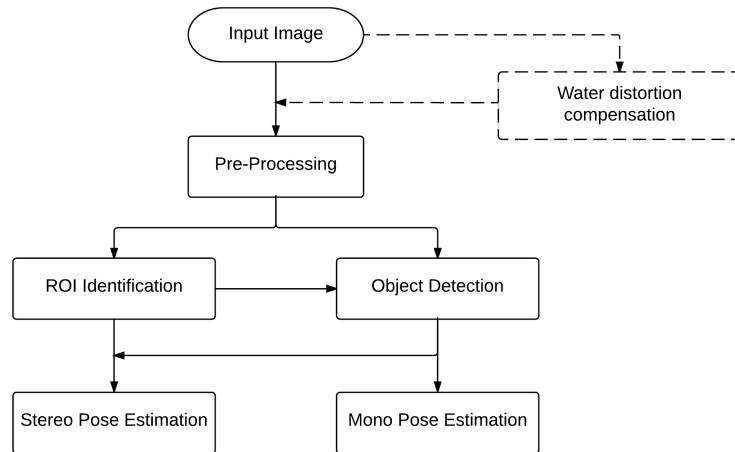 Input Image
Water distortion
compensation
Pre-Processing
ROI Identification
Object Detection
Stereo Pose Estimation
Mono Pose Estimation